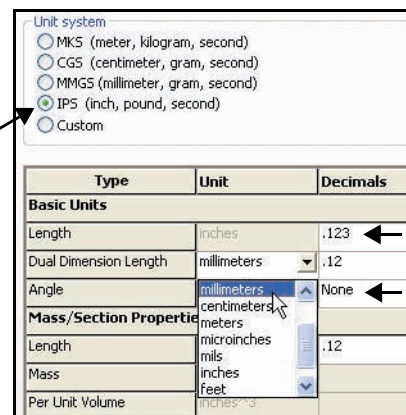 Unit system
MKS (meter, kilogram, second)
CGS (centimeter, gram, second)
MMGS (millimeter, gram, second)
IPS (inch, pound, second)
Custom
Type Unit Decimals
Basic Units
Length inches .123
Dual Dimension Length millimeters .12
Angle millimeters None
centimeters
Mass/Section Propertie meters
Length microinches .12
mils
Mass inches
feet
Per Unit Volume inches^3